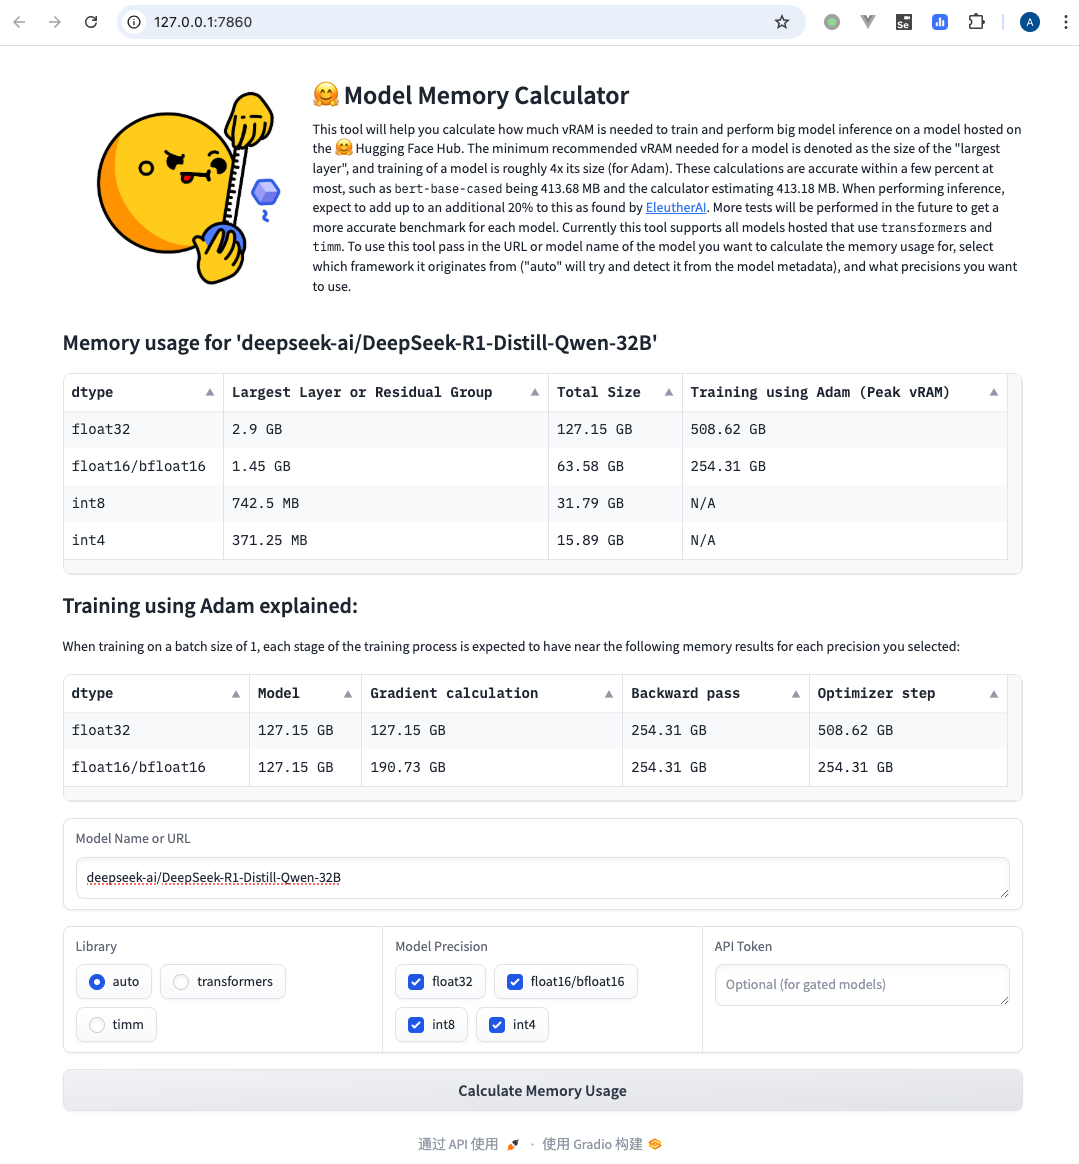 127.0.0.1:7860
Se
A
🤗 Model Memory Calculator
This tool will help you calculate how much vRAM is needed to train and perform big model inference on a model hosted on
the 🤗 Hugging Face Hub. The minimum recommended vRAM needed for a model is denoted as the size of the "largest
layer", and training of a model is roughly 4x its size (for Adam). These calculations are accurate within a few percent at
most, such as bert-base-cased being 413.68 MB and the calculator estimating 413.18 MB. When performing inference,
expect to add up to an additional 20% to this as found by EleutherAI. More tests will be performed in the future to get a
more accurate benchmark for each model. Currently this tool supports all models hosted that use transformers and
timm. To use this tool pass in the URL or model name of the model you want to calculate the memory usage for, select
which framework it originates from ("auto" will try and detect it from the model metadata), and what precisions you want
to use.
Memory usage for 'deepseek-ai/DeepSeek-R1-Distill-Qwen-32B'
dtype Largest Layer or Residual Group Total Size Training using Adam (Peak vRAM)
float32 2.9 GB 127.15 GB 508.62 GB
float16/bfloat16 1.45 GB 63.58 GB 254.31 GB
int8 742.5 MB 31.79 GB N/A
int4 371.25 MB 15.89 GB N/A
Training using Adam explained:
When training on a batch size of 1, each stage of the training process is expected to have near the following memory results for each precision you selected:
dtype Model Gradient calculation Backward pass Optimizer step
float32 127.15 GB 127.15 GB 254.31 GB 508.62 GB
float16/bfloat16 127.15 GB 190.73 GB 254.31 GB 254.31 GB
Model Name or URL
deepseek-ai/DeepSeek-R1-Distill-Qwen-32B
Library Model Precision API Token
auto transformers float32 float16/bfloat16 Optional (for gated models)
timm int8 int4
Calculate Memory Usage
通过 API 使用 🚀 · 使用 Gradio 构建